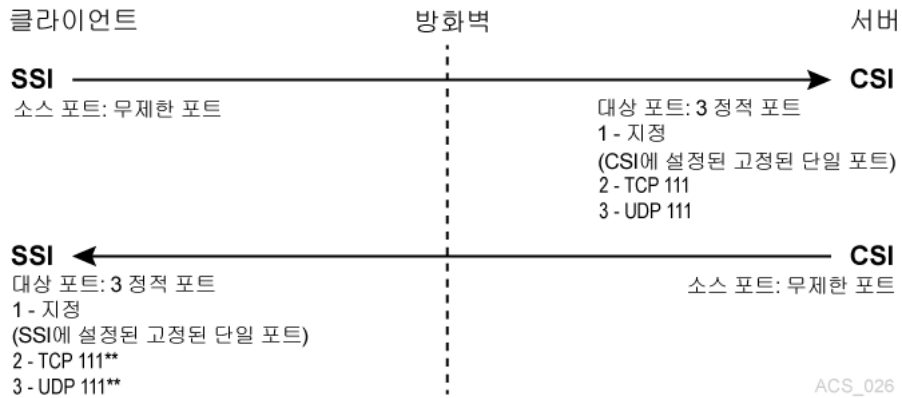 클라이언트
방화벽
서버
SSI
CSI
소스 포트: 무제한 포트
대상 포트: 3 정적 포트
1 - 지정
(CSI에 설정된 고정된 단일 포트)
2 - TCP 111
3 - UDP 111
SSI
CSI
대상 포트: 3 정적 포트
1 - 지정
(SSI에 설정된 고정된 단일 포트)
2 - TCP 111**
3 - UDP 111**
소스 포트: 무제한 포트
ACS_026